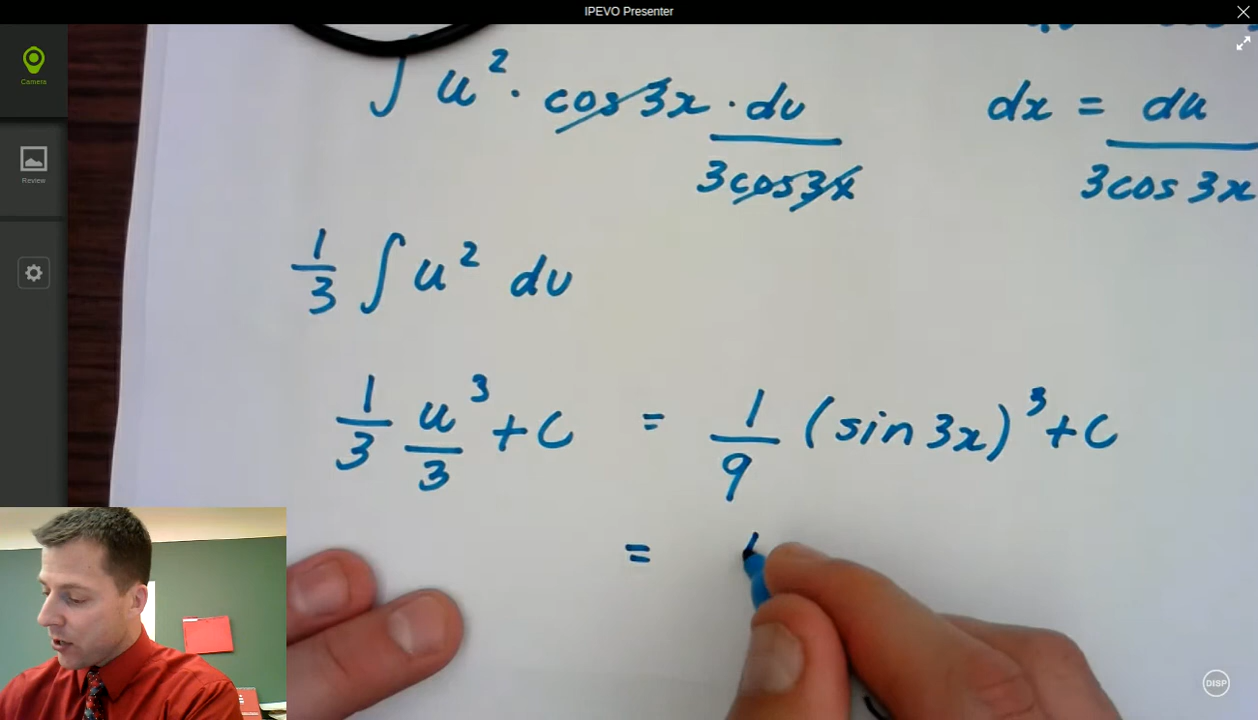 IPEVO Presenter
Camera
Review
∫ u² · cos 3x · du / 3cos 3x
dx = du / 3cos 3x
1/3 ∫ u² du
1/3 u³/3 + C = 1/9 (sin 3x)³ + C
=
DISP